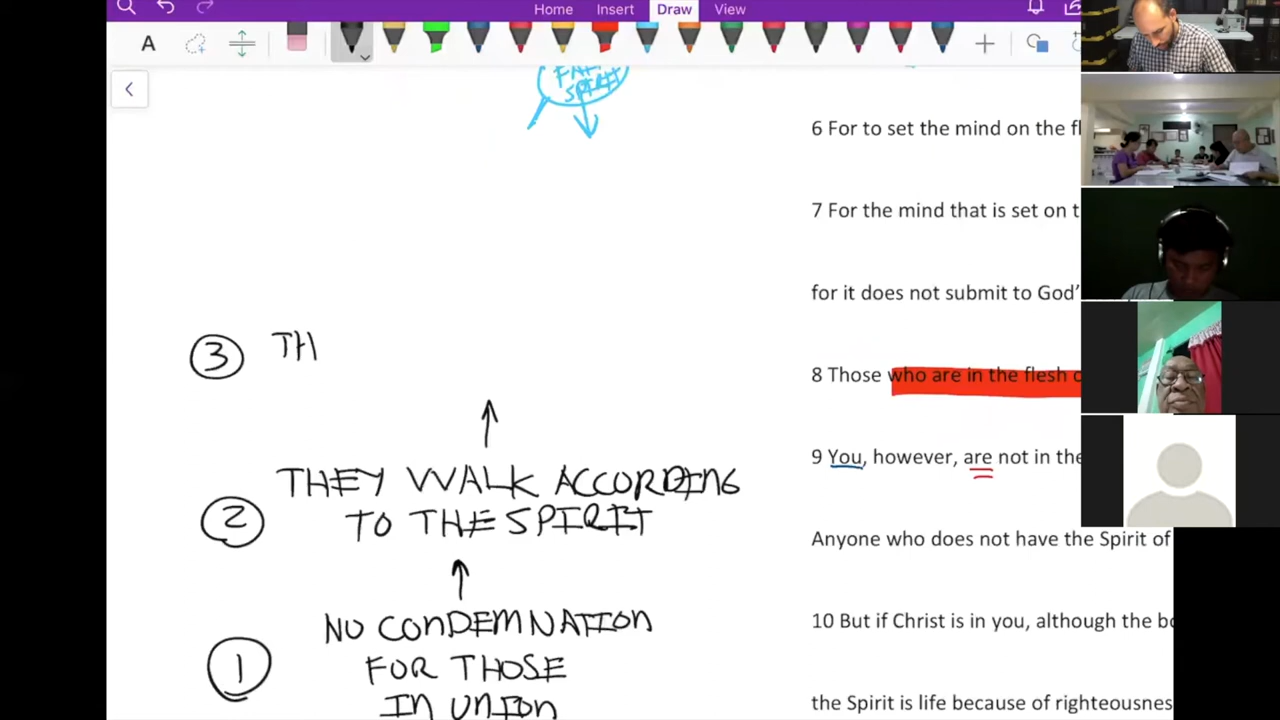 Home Insert Draw View
A
SPIRIT
6 For to set the mind on the fl
7 For the mind that is set on t
for it does not submit to God'
8 Those who are in the flesh c
9 You, however, are not in the
Anyone who does not have the Spirit of
10 But if Christ is in you, although the bo
the Spirit is life because of righteousnes
3 TH
2 THEY WALK ACCORDING
TO THE SPIRIT
1 NO CONDEMNATION
FOR THOSE
IN UNION